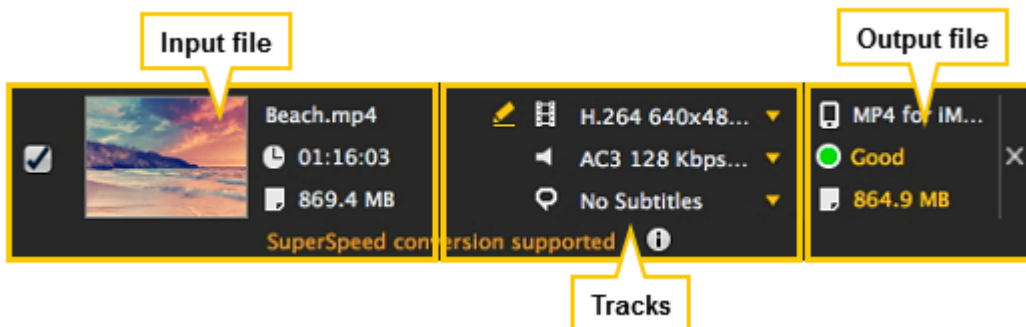 Input file
Output file
Beach.mp4
01:16:03
869.4 MB
SuperSpeed conversion supported
H.264 640x48...
AC3 128 Kbps...
No Subtitles
MP4 for iM...
Good
864.9 MB
Tracks